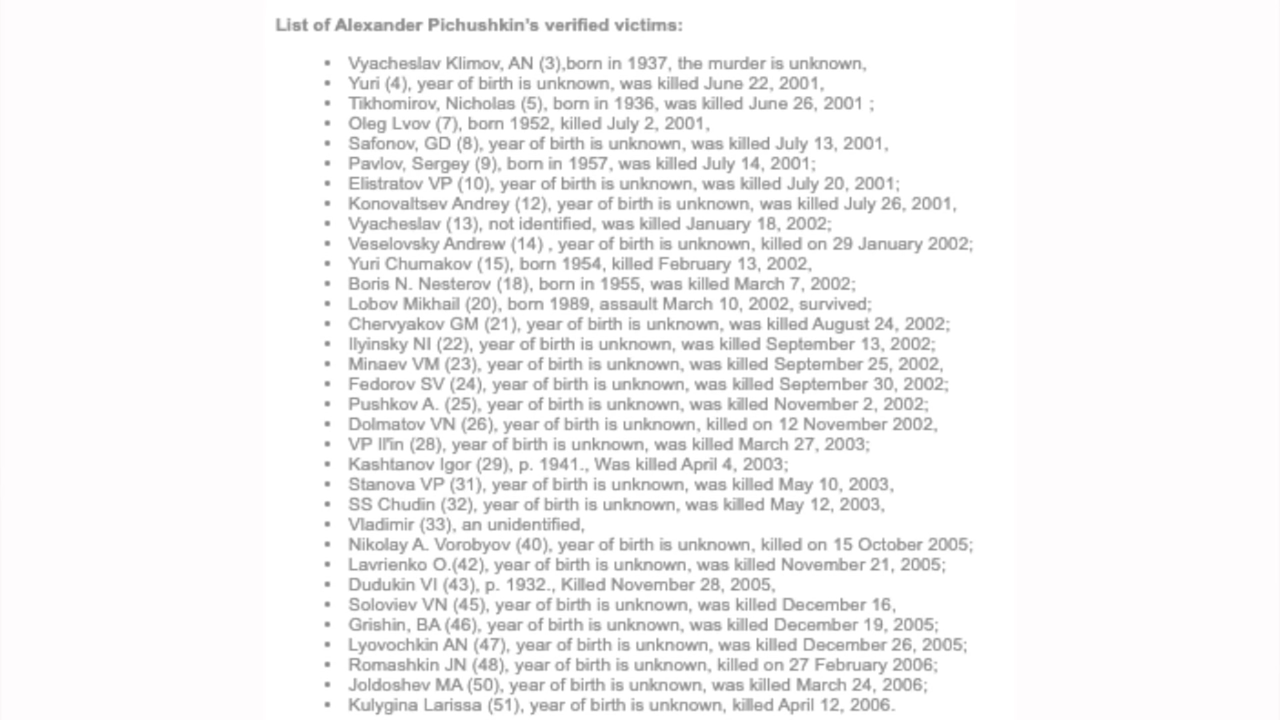 List of Alexander Pichushkin's verified victims:
• Vyacheslav Klimov, AN (3),born in 1937, the murder is unknown,
• Yuri (4), year of birth is unknown, was killed June 22, 2001,
• Tikhomirov, Nicholas (5), born in 1936, was killed June 26, 2001 ;
• Oleg Lvov (7), born 1952, killed July 2, 2001,
• Safonov, GD (8), year of birth is unknown, was killed July 13, 2001,
• Pavlov, Sergey (9), born in 1957, was killed July 14, 2001;
• Elistratov VP (10), year of birth is unknown, was killed July 20, 2001;
• Konovaltsev Andrey (12), year of birth is unknown, was killed July 26, 2001,
• Vyacheslav (13), not identified, was killed January 18, 2002;
• Veselovsky Andrew (14) , year of birth is unknown, killed on 29 January 2002;
• Yuri Chumakov (15), born 1954, killed February 13, 2002,
• Boris N. Nesterov (18), born in 1955, was killed March 7, 2002;
• Lobov Mikhail (20), born 1989, assault March 10, 2002, survived;
• Chervyakov GM (21), year of birth is unknown, was killed August 24, 2002;
• Ilyinsky NI (22), year of birth is unknown, was killed September 13, 2002;
• Minaev VM (23), year of birth is unknown, was killed September 25, 2002,
• Fedorov SV (24), year of birth is unknown, was killed September 30, 2002;
• Pushkov A. (25), year of birth is unknown, was killed November 2, 2002;
• Dolmatov VN (26), year of birth is unknown, killed on 12 November 2002,
• VP Il'in (28), year of birth is unknown, was killed March 27, 2003;
• Kashtanov Igor (29), p. 1941., Was killed April 4, 2003;
• Stanova VP (31), year of birth is unknown, was killed May 10, 2003,
• SS Chudin (32), year of birth is unknown, was killed May 12, 2003,
• Vladimir (33), an unidentified,
• Nikolay A. Vorobyov (40), year of birth is unknown, killed on 15 October 2005;
• Lavrienko O.(42), year of birth is unknown, was killed November 21, 2005;
• Dudukin VI (43), p. 1932., Killed November 28, 2005,
• Soloviev VN (45), year of birth is unknown, was killed December 16,
• Grishin, BA (46), year of birth is unknown, was killed December 19, 2005;
• Lyovochkin AN (47), year of birth is unknown, was killed December 26, 2005;
• Romashkin JN (48), year of birth is unknown, killed on 27 February 2006;
• Joldoshev MA (50), year of birth is unknown, was killed March 24, 2006;
• Kulygina Larissa (51), year of birth is unknown, killed April 12, 2006.